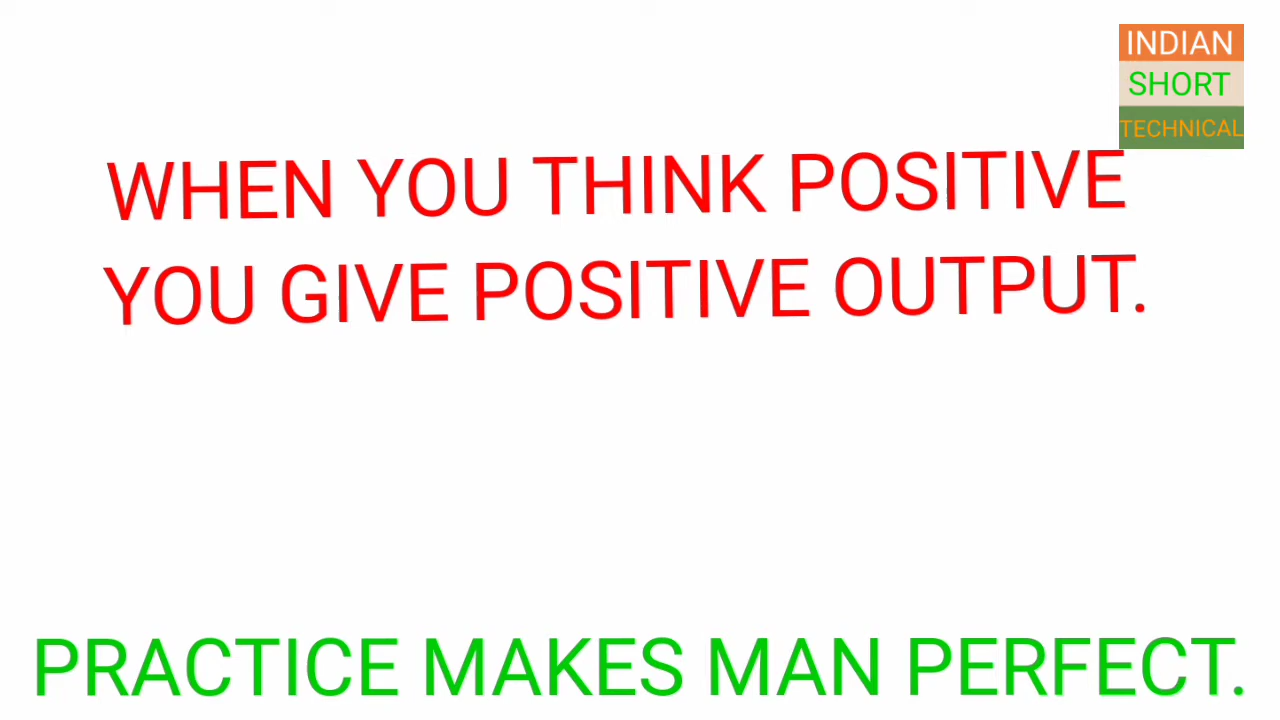 INDIAN
SHORT
TECHNICAL
WHEN YOU THINK POSITIVE
YOU GIVE POSITIVE OUTPUT.
PRACTICE MAKES MAN PERFECT.